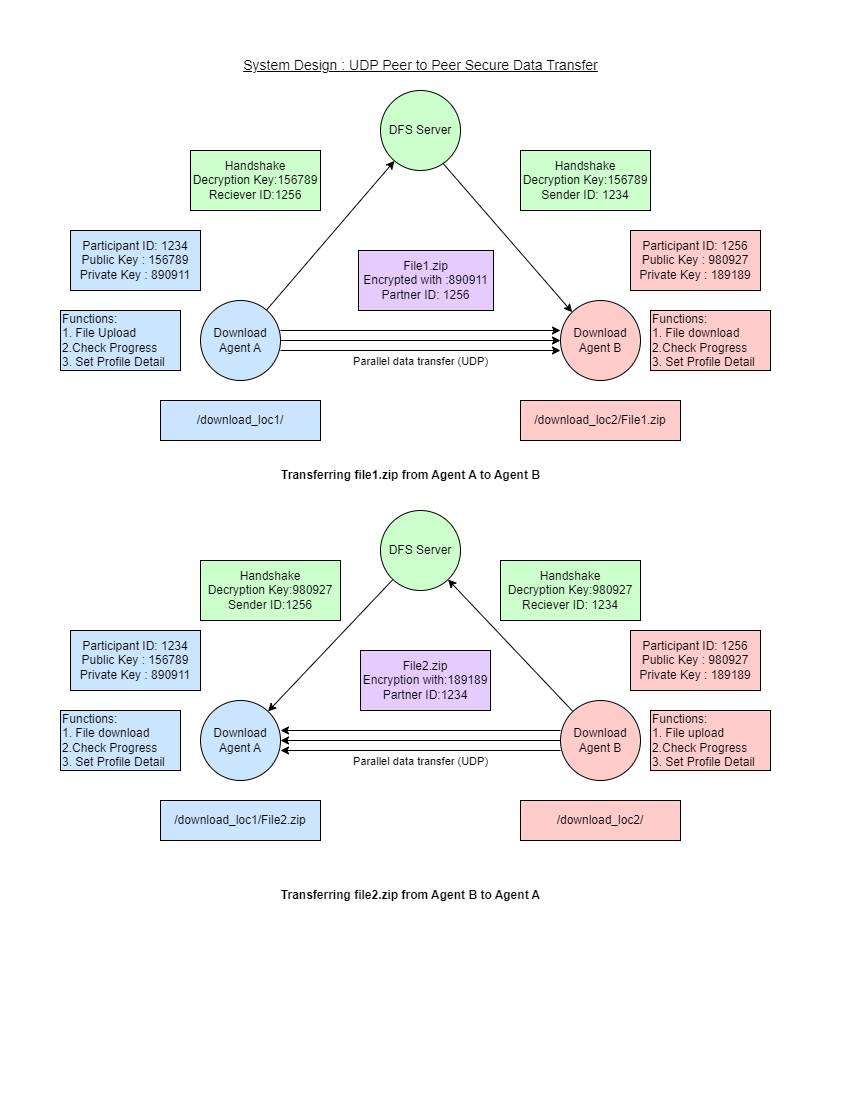 System Design : UDP Peer to Peer Secure Data Transfer
DFS Server
Handshake
Decryption Key:156789
Reciever ID:1256
Handshake
Decryption Key:156789
Sender ID: 1234
Participant ID: 1234
Public Key : 156789
Private Key : 890911
File1.zip
Encrypted with :890911
Partner ID: 1256
Participant ID: 1256
Public Key : 980927
Private Key : 189189
Functions:
1. File Upload
2.Check Progress
3. Set Profile Detail
Download
Agent A
Parallel data transfer (UDP)
Download
Agent B
Functions:
1. File download
2.Check Progress
3. Set Profile Detail
/download_loc1/
/download_loc2/File1.zip
Transferring file1.zip from Agent A to Agent B
DFS Server
Handshake
Decryption Key:980927
Sender ID:1256
Handshake
Decryption Key:980927
Reciever ID: 1234
Participant ID: 1234
Public Key : 156789
Private Key : 890911
File2.zip
Encryption with:189189
Partner ID:1234
Participant ID: 1256
Public Key : 980927
Private Key : 189189
Functions:
1. File download
2.Check Progress
3. Set Profile Detail
Download
Agent A
Parallel data transfer (UDP)
Download
Agent B
Functions:
1. File upload
2.Check Progress
3. Set Profile Detail
/download_loc1/File2.zip
/download_loc2/
Transferring file2.zip from Agent B to Agent A